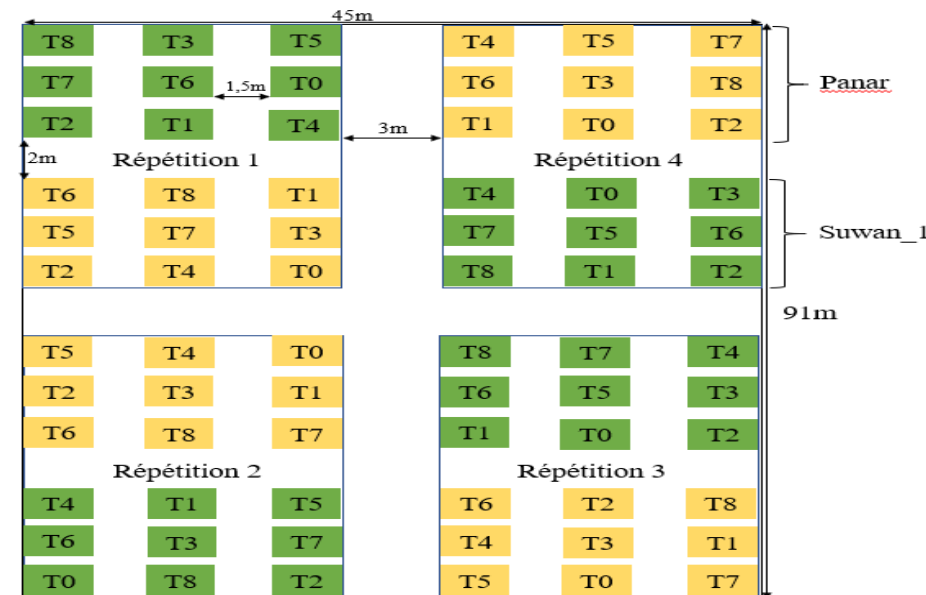 45m
T8 T3 T5 T4 T5 T7
T7 T6 T0 T6 T3 T8 Panar
1,5m
T2 T1 T4 T1 T0 T2
3m
2m Répétition 1 Répétition 4
T6 T8 T1 T4 T0 T3
T5 T7 T3 T7 T5 T6 Suwan_1
T2 T4 T0 T8 T1 T2
91m
T5 T4 T0 T8 T7 T4
T2 T3 T1 T6 T5 T3
T6 T8 T7 T1 T0 T2
Répétition 2 Répétition 3
T4 T1 T5 T6 T2 T8
T6 T3 T7 T4 T3 T1
T0 T8 T2 T5 T0 T7